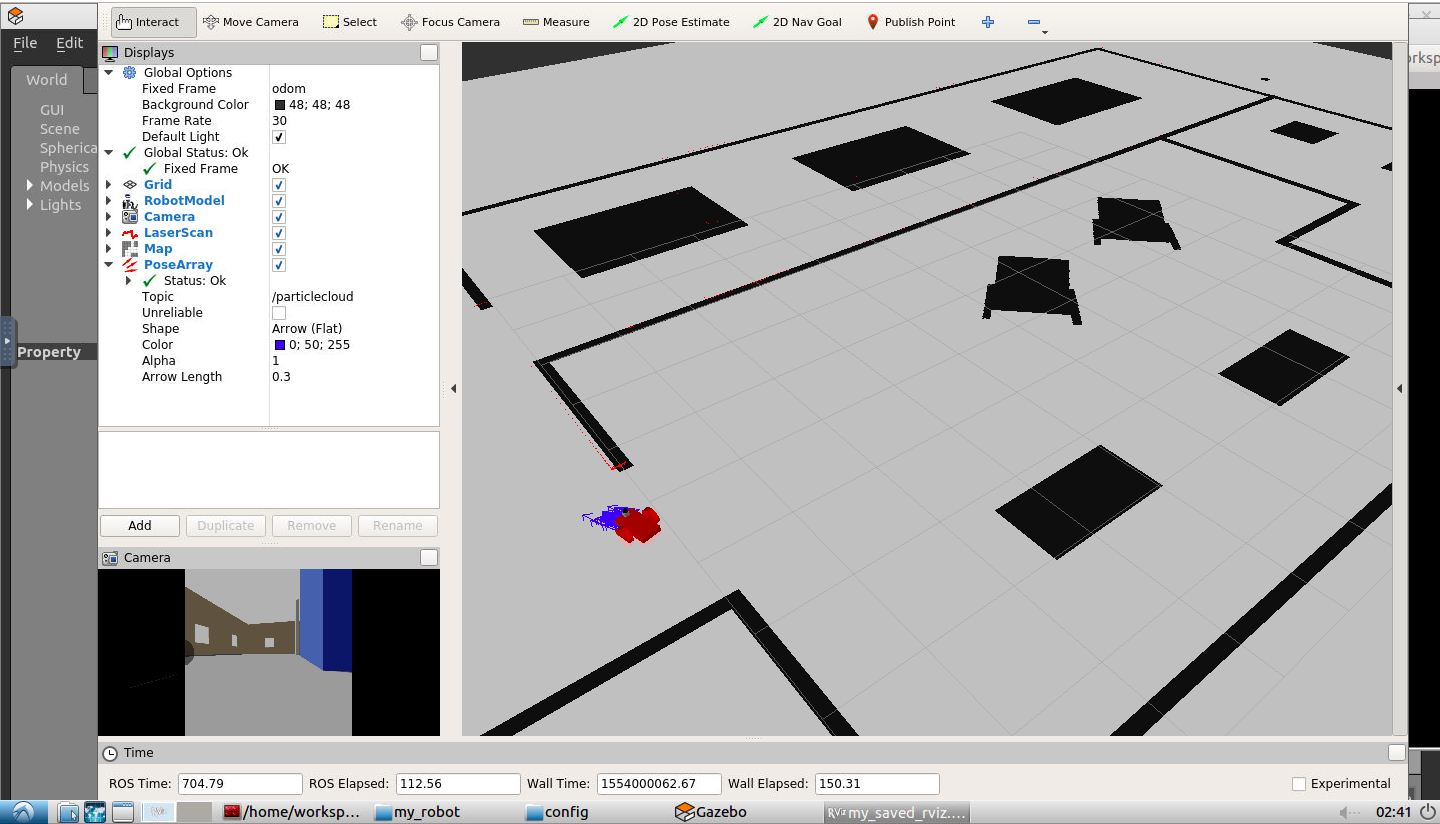 Interact Move Camera Select Focus Camera Measure 2D Pose Estimate 2D Nav Goal Publish Point
File Edit
World
GUI
Scene
Spherica
Physics
Models
Lights
Property
Displays
Global Options
Fixed Frame odom
Background Color 48; 48; 48
Frame Rate 30
Default Light
Global Status: Ok
Fixed Frame OK
Grid
RobotModel
Camera
LaserScan
Map
PoseArray
Status: Ok
Topic /particlecloud
Unreliable
Shape Arrow (Flat)
Color 0; 50; 255
Alpha 1
Arrow Length 0.3
Add Duplicate Remove Rename
Camera
orksp
Time
ROS Time: 704.79 ROS Elapsed: 112.56 Wall Time: 1554000062.67 Wall Elapsed: 150.31 Experimental
/home/worksp... my_robot config Gazebo RViz my_saved_rviz.... 02:41